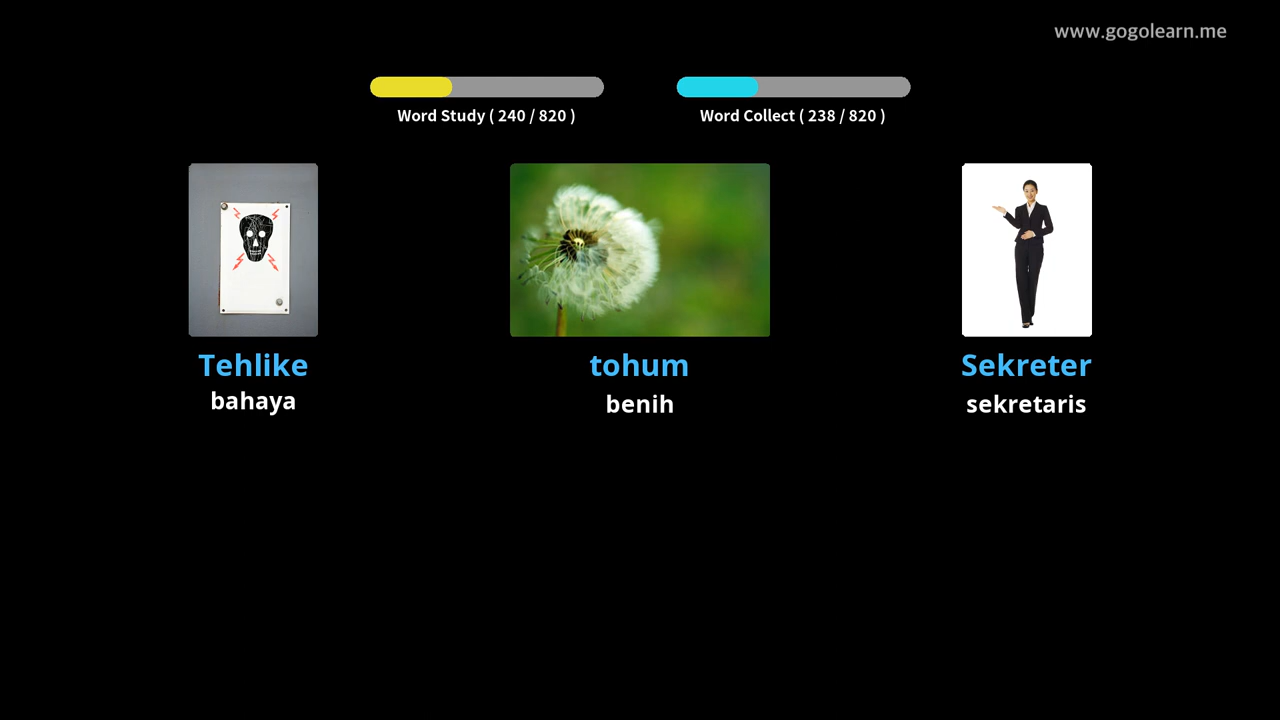 www.gogolearn.me
Word Study ( 240 / 820 )
Word Collect ( 238 / 820 )
Tehlike
bahaya
tohum
benih
Sekreter
sekretaris